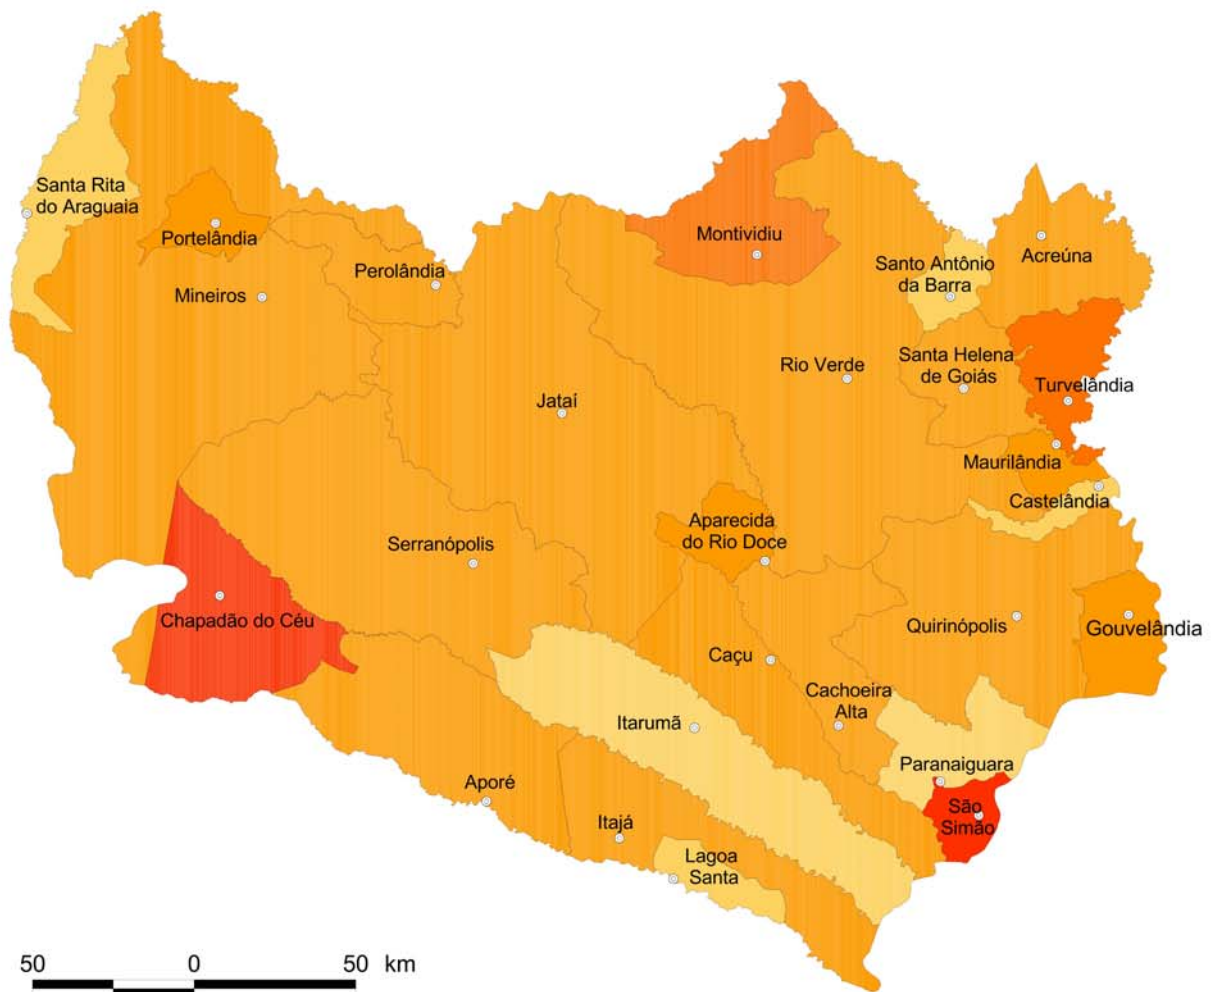 Santa Rita
do Araguaia
Portelândia
Mineiros
Perolândia
Montividiu
Santo Antônio
da Barra
Acreúna
Rio Verde
Santa Helena
de Goiás
Turvelândia
Jataí
Maurilândia
Castelândia
Aparecida
do Rio Doce
Serranópolis
Chapadão do Céu
Quirinópolis
Gouvelândia
Caçu
Cachoeira
Alta
Itarumã
Paranaiguara
São
Simão
Aporé
Itajá
Lagoa
Santa
50 0 50 km